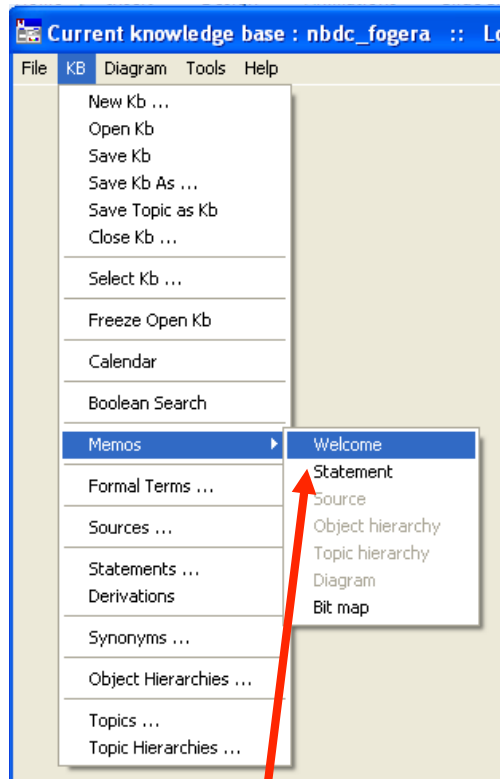 Current knowledge base : nbdc_fogera :: Lo
File KB Diagram Tools Help
New Kb ...
Open Kb
Save Kb
Save Kb As ...
Save Topic as Kb
Close Kb ...
Select Kb ...
Freeze Open Kb
Calendar
Boolean Search
Memos
Formal Terms ...
Sources ...
Statements ...
Derivations
Synonyms ...
Object Hierarchies ...
Topics ...
Topic Hierarchies ...
Welcome
Statement
Source
Object hierarchy
Topic hierarchy
Diagram
Bit map